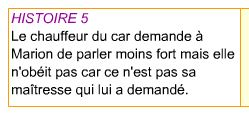 HISTOIRE 5
Le chauffeur du car demande à
Marion de parler moins fort mais elle
n'obéit pas car ce n'est pas sa
maîtresse qui lui a demandé.